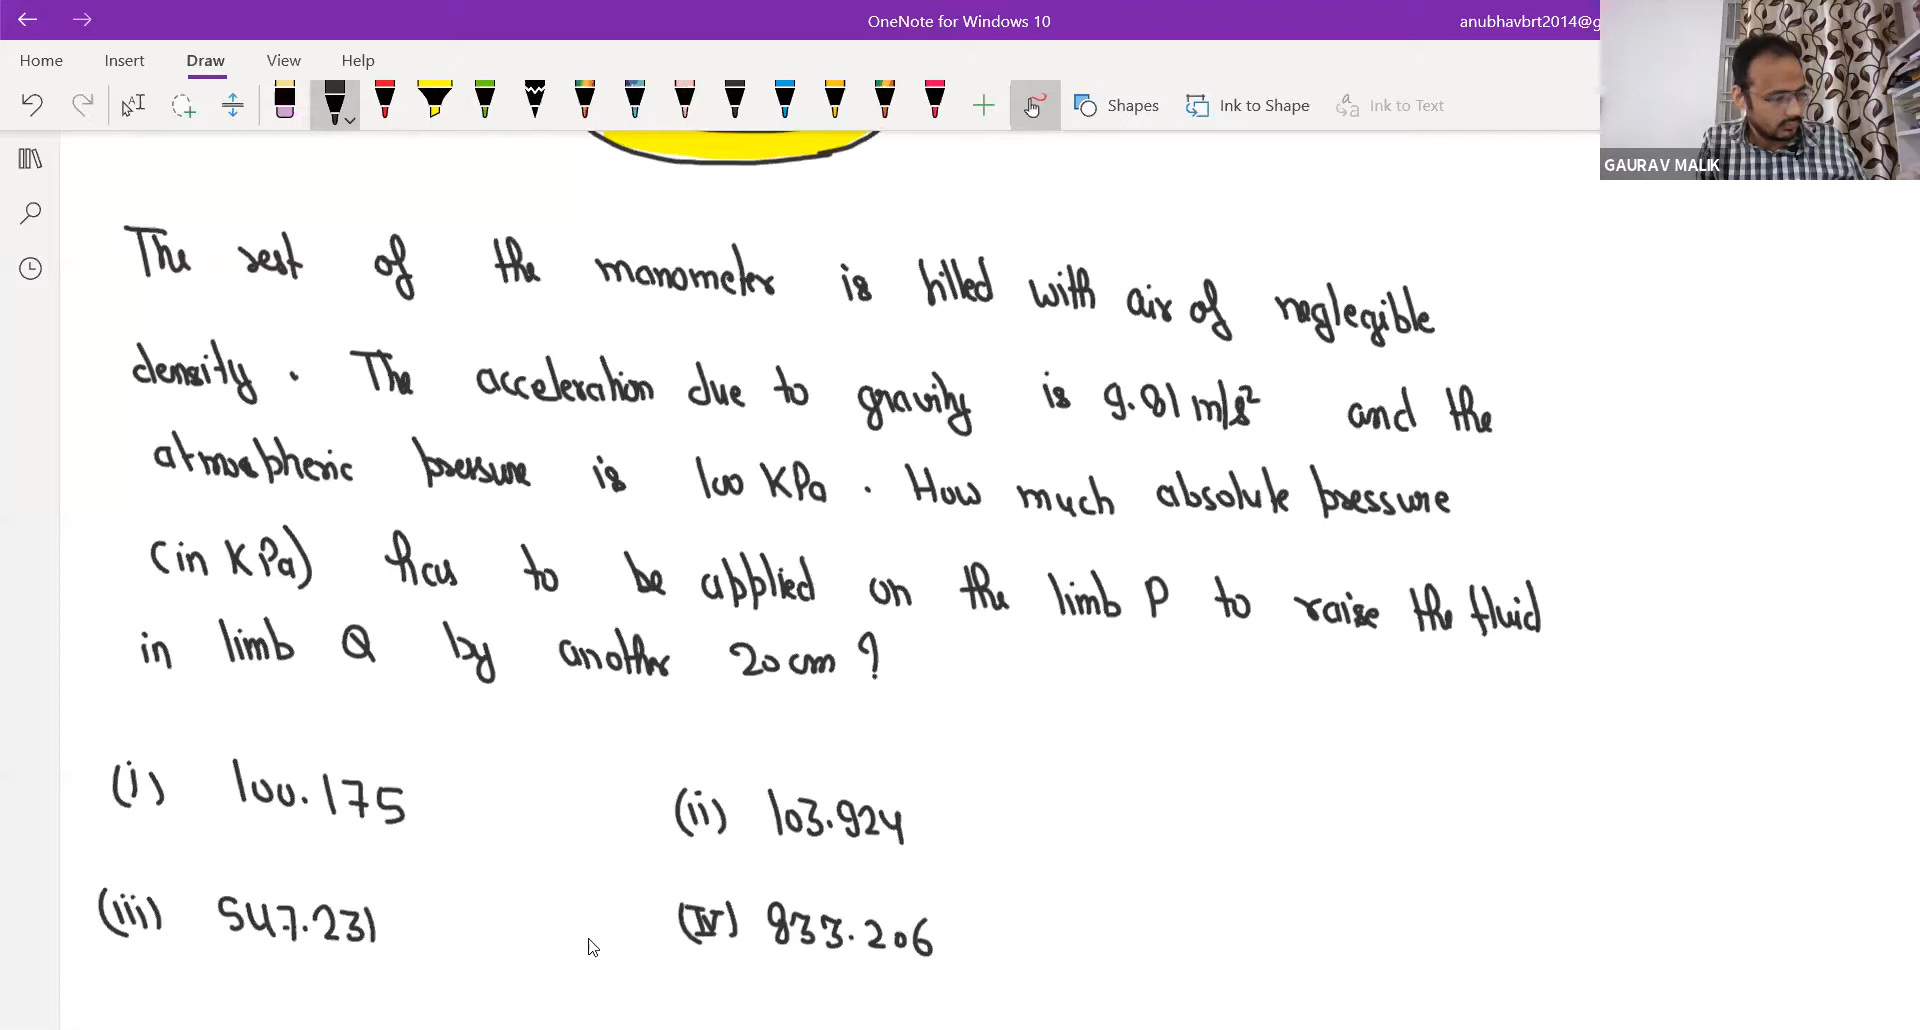 OneNote for Windows 10
anubhavbrt2014@g
Home Insert Draw View Help
Shapes Ink to Shape Ink to Text
GAURAV MALIK
The rest of the manometer is filled with air of neglegible
density. The acceleration due to gravity is 9.81 m/s² and the
atmospheric pressure is 100 KPa. How much absolute pressure
(in KPa) has to be applied on the limb P to raise the fluid
in limb Q by another 20 cm?
(i) 100.175 (ii) 103.924
(iii) 547.231 (IV) 833.206